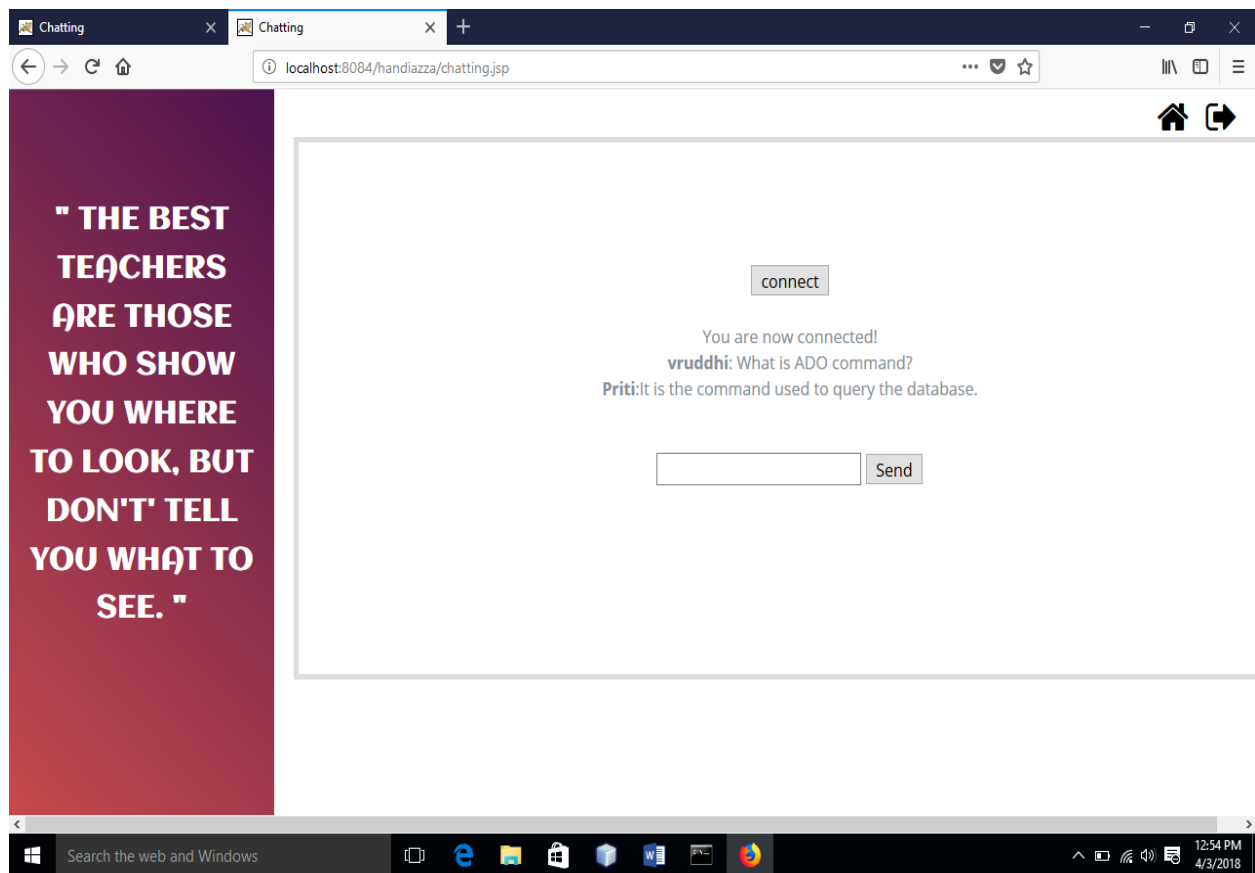 Chatting
Chatting
localhost:8084/handiazza/chatting.jsp
" THE BEST
TEACHERS
ARE THOSE
WHO SHOW
YOU WHERE
TO LOOK, BUT
DON'T' TELL
YOU WHAT TO
SEE. "
connect
You are now connected!
vruddhi: What is ADO command?
Priti:It is the command used to query the database.
Send
Search the web and Windows
12:54 PM
4/3/2018